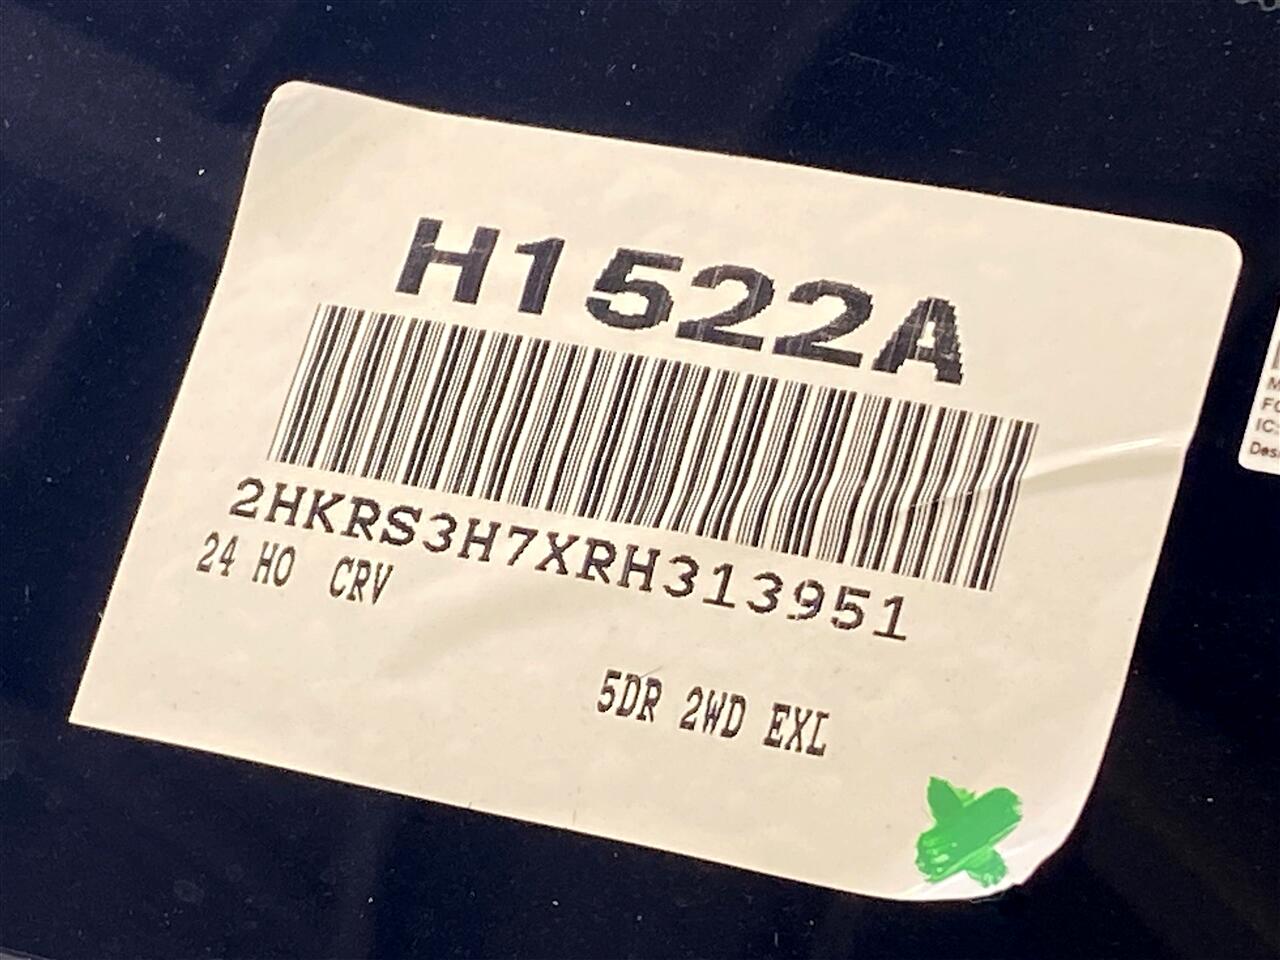 H1522A
2HKRS3H7XRH313951
24 HO CRV
5DR 2WD EXL